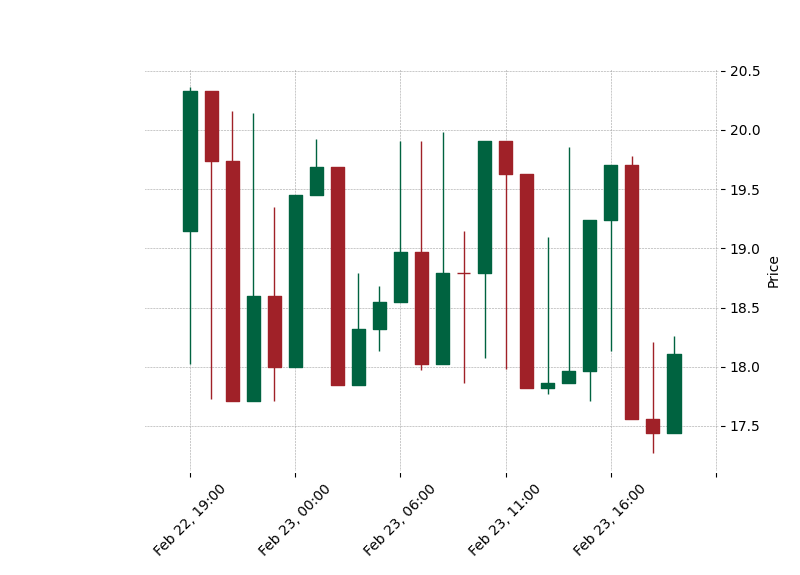 20.5
20.0
19.5
19.0
18.5
18.0
17.5
Price
Feb 22, 19:00
Feb 23, 00:00
Feb 23, 06:00
Feb 23, 11:00
Feb 23, 16:00